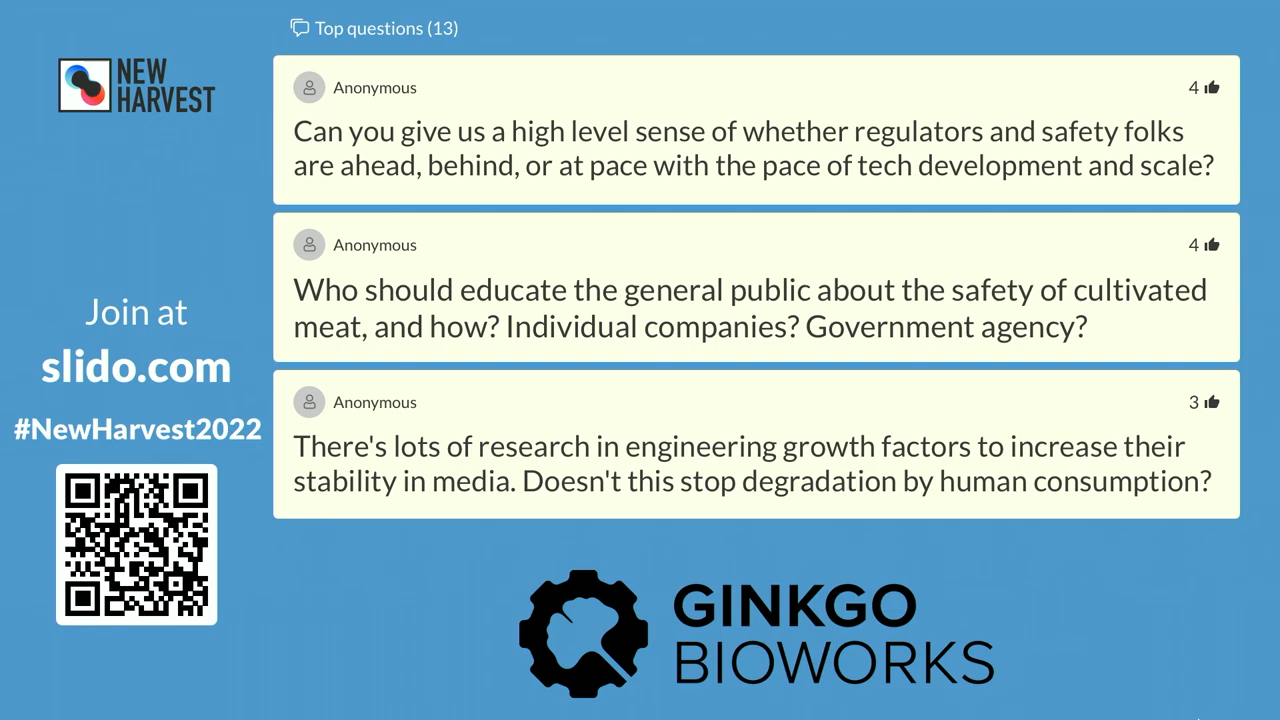 Top questions (13)
NEW
HARVEST
Anonymous
4
Can you give us a high level sense of whether regulators and safety folks
are ahead, behind, or at pace with the pace of tech development and scale?
Anonymous
4
Who should educate the general public about the safety of cultivated
meat, and how? Individual companies? Government agency?
Join at
slido.com
#NewHarvest2022
Anonymous
3
There's lots of research in engineering growth factors to increase their
stability in media. Doesn't this stop degradation by human consumption?
GINKGO
BIOWORKS